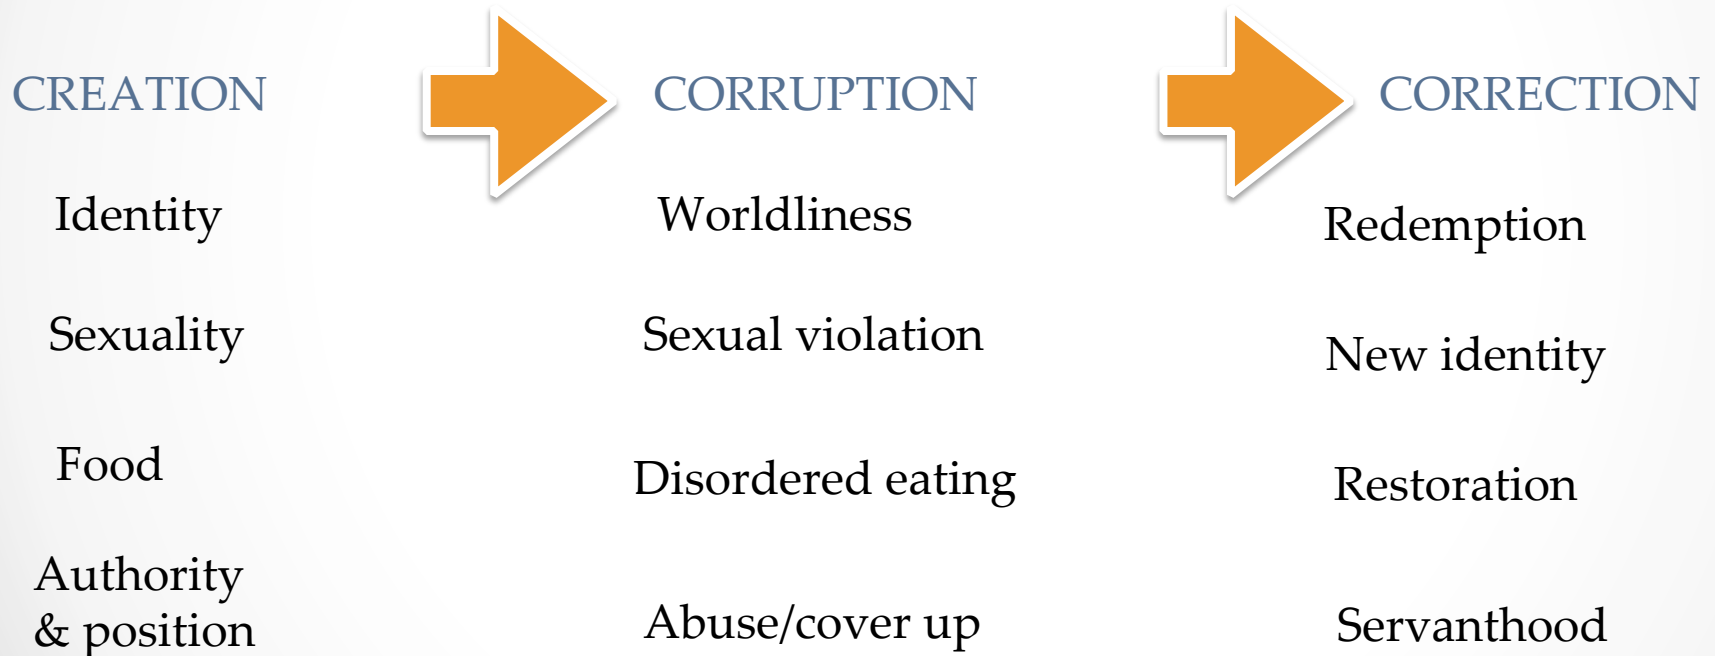 CREATION CORRUPTION CORRECTION
Identity Worldliness Redemption
Sexuality Sexual violation New identity
Food Disordered eating Restoration
Authority
& position Abuse/cover up Servanthood